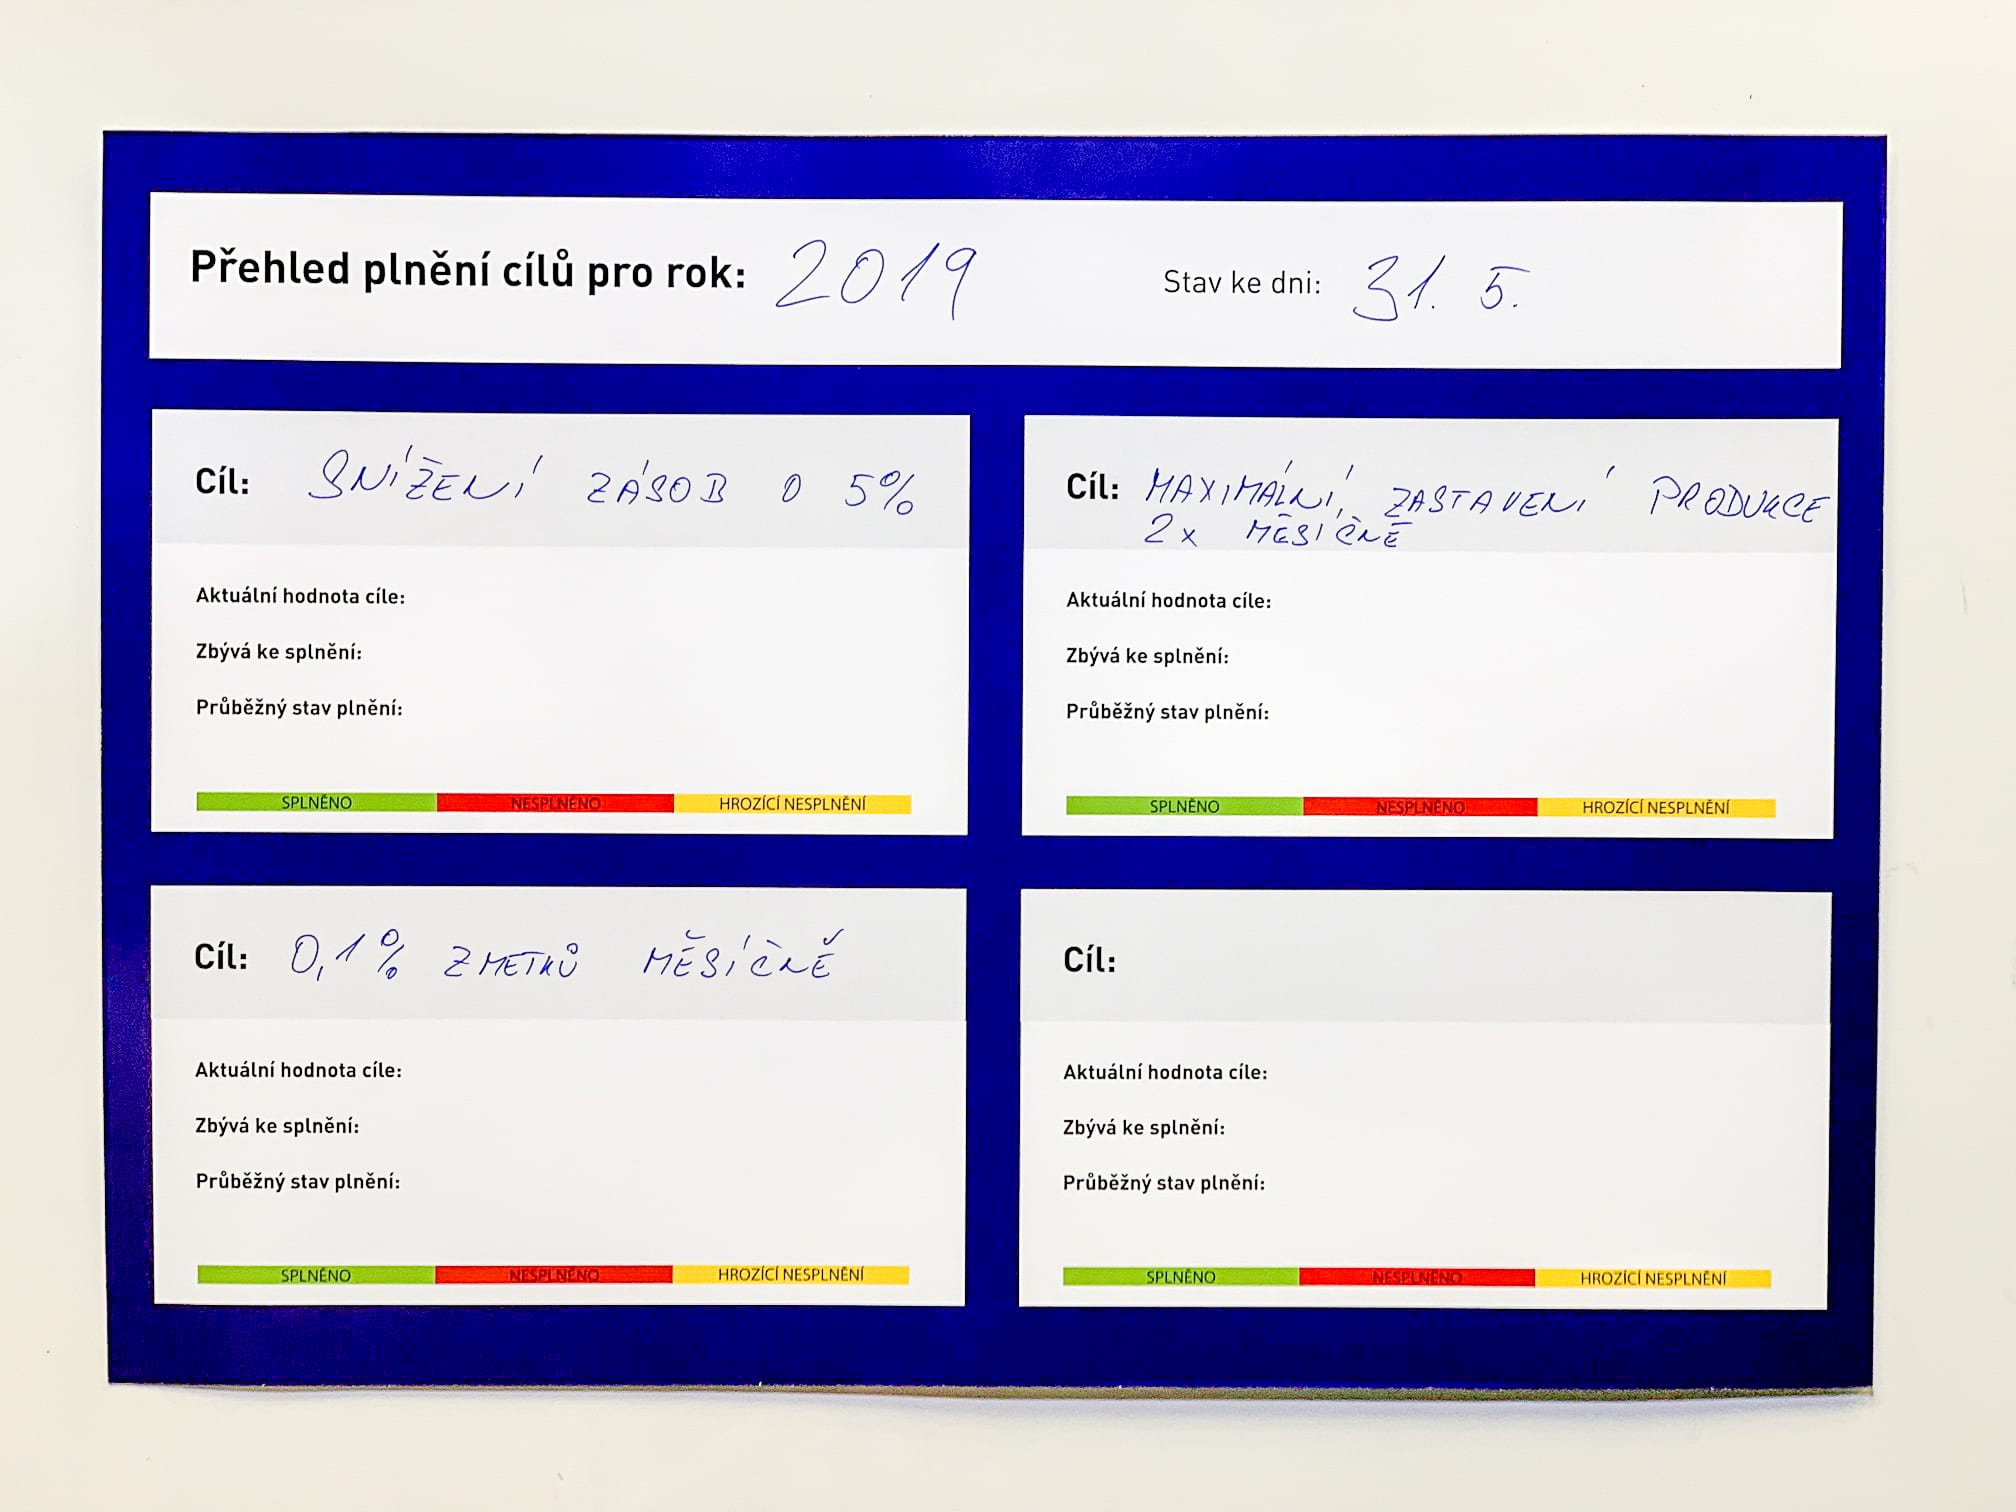 Přehled plnění cílů pro rok: 2019
Stav ke dni: 31. 5.
Cíl: SNÍŽENÍ ZÁSOB O 5%
Aktuální hodnota cíle:
Zbývá ke splnění:
Průběžný stav plnění:
SPLNĚNO NESPLNĚNO HROZÍCÍ NESPLNĚNÍ
Cíl: MAXIMÁLNÍ ZASTAVENÍ PRODUKCE
2x MĚSÍČNĚ
Aktuální hodnota cíle:
Zbývá ke splnění:
Průběžný stav plnění:
SPLNĚNO NESPLNĚNO HROZÍCÍ NESPLNĚNÍ
Cíl: 0,1% ZMETKŮ MĚSÍČNĚ
Aktuální hodnota cíle:
Zbývá ke splnění:
Průběžný stav plnění:
SPLNĚNO NESPLNĚNO HROZÍCÍ NESPLNĚNÍ
Cíl:
Aktuální hodnota cíle:
Zbývá ke splnění:
Průběžný stav plnění:
SPLNĚNO NESPLNĚNO HROZÍCÍ NESPLNĚNÍ